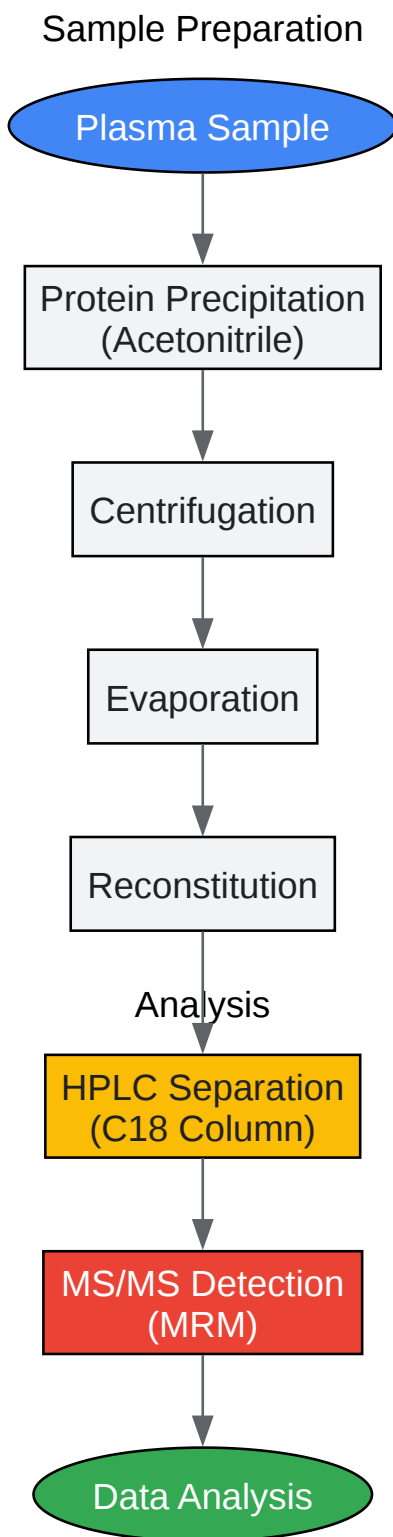 Sample Preparation
Plasma Sample
Protein Precipitation
(Acetonitrile)
Centrifugation
Evaporation
Reconstitution
Analysis
HPLC Separation
(C18 Column)
MS/MS Detection
(MRM)
Data Analysis